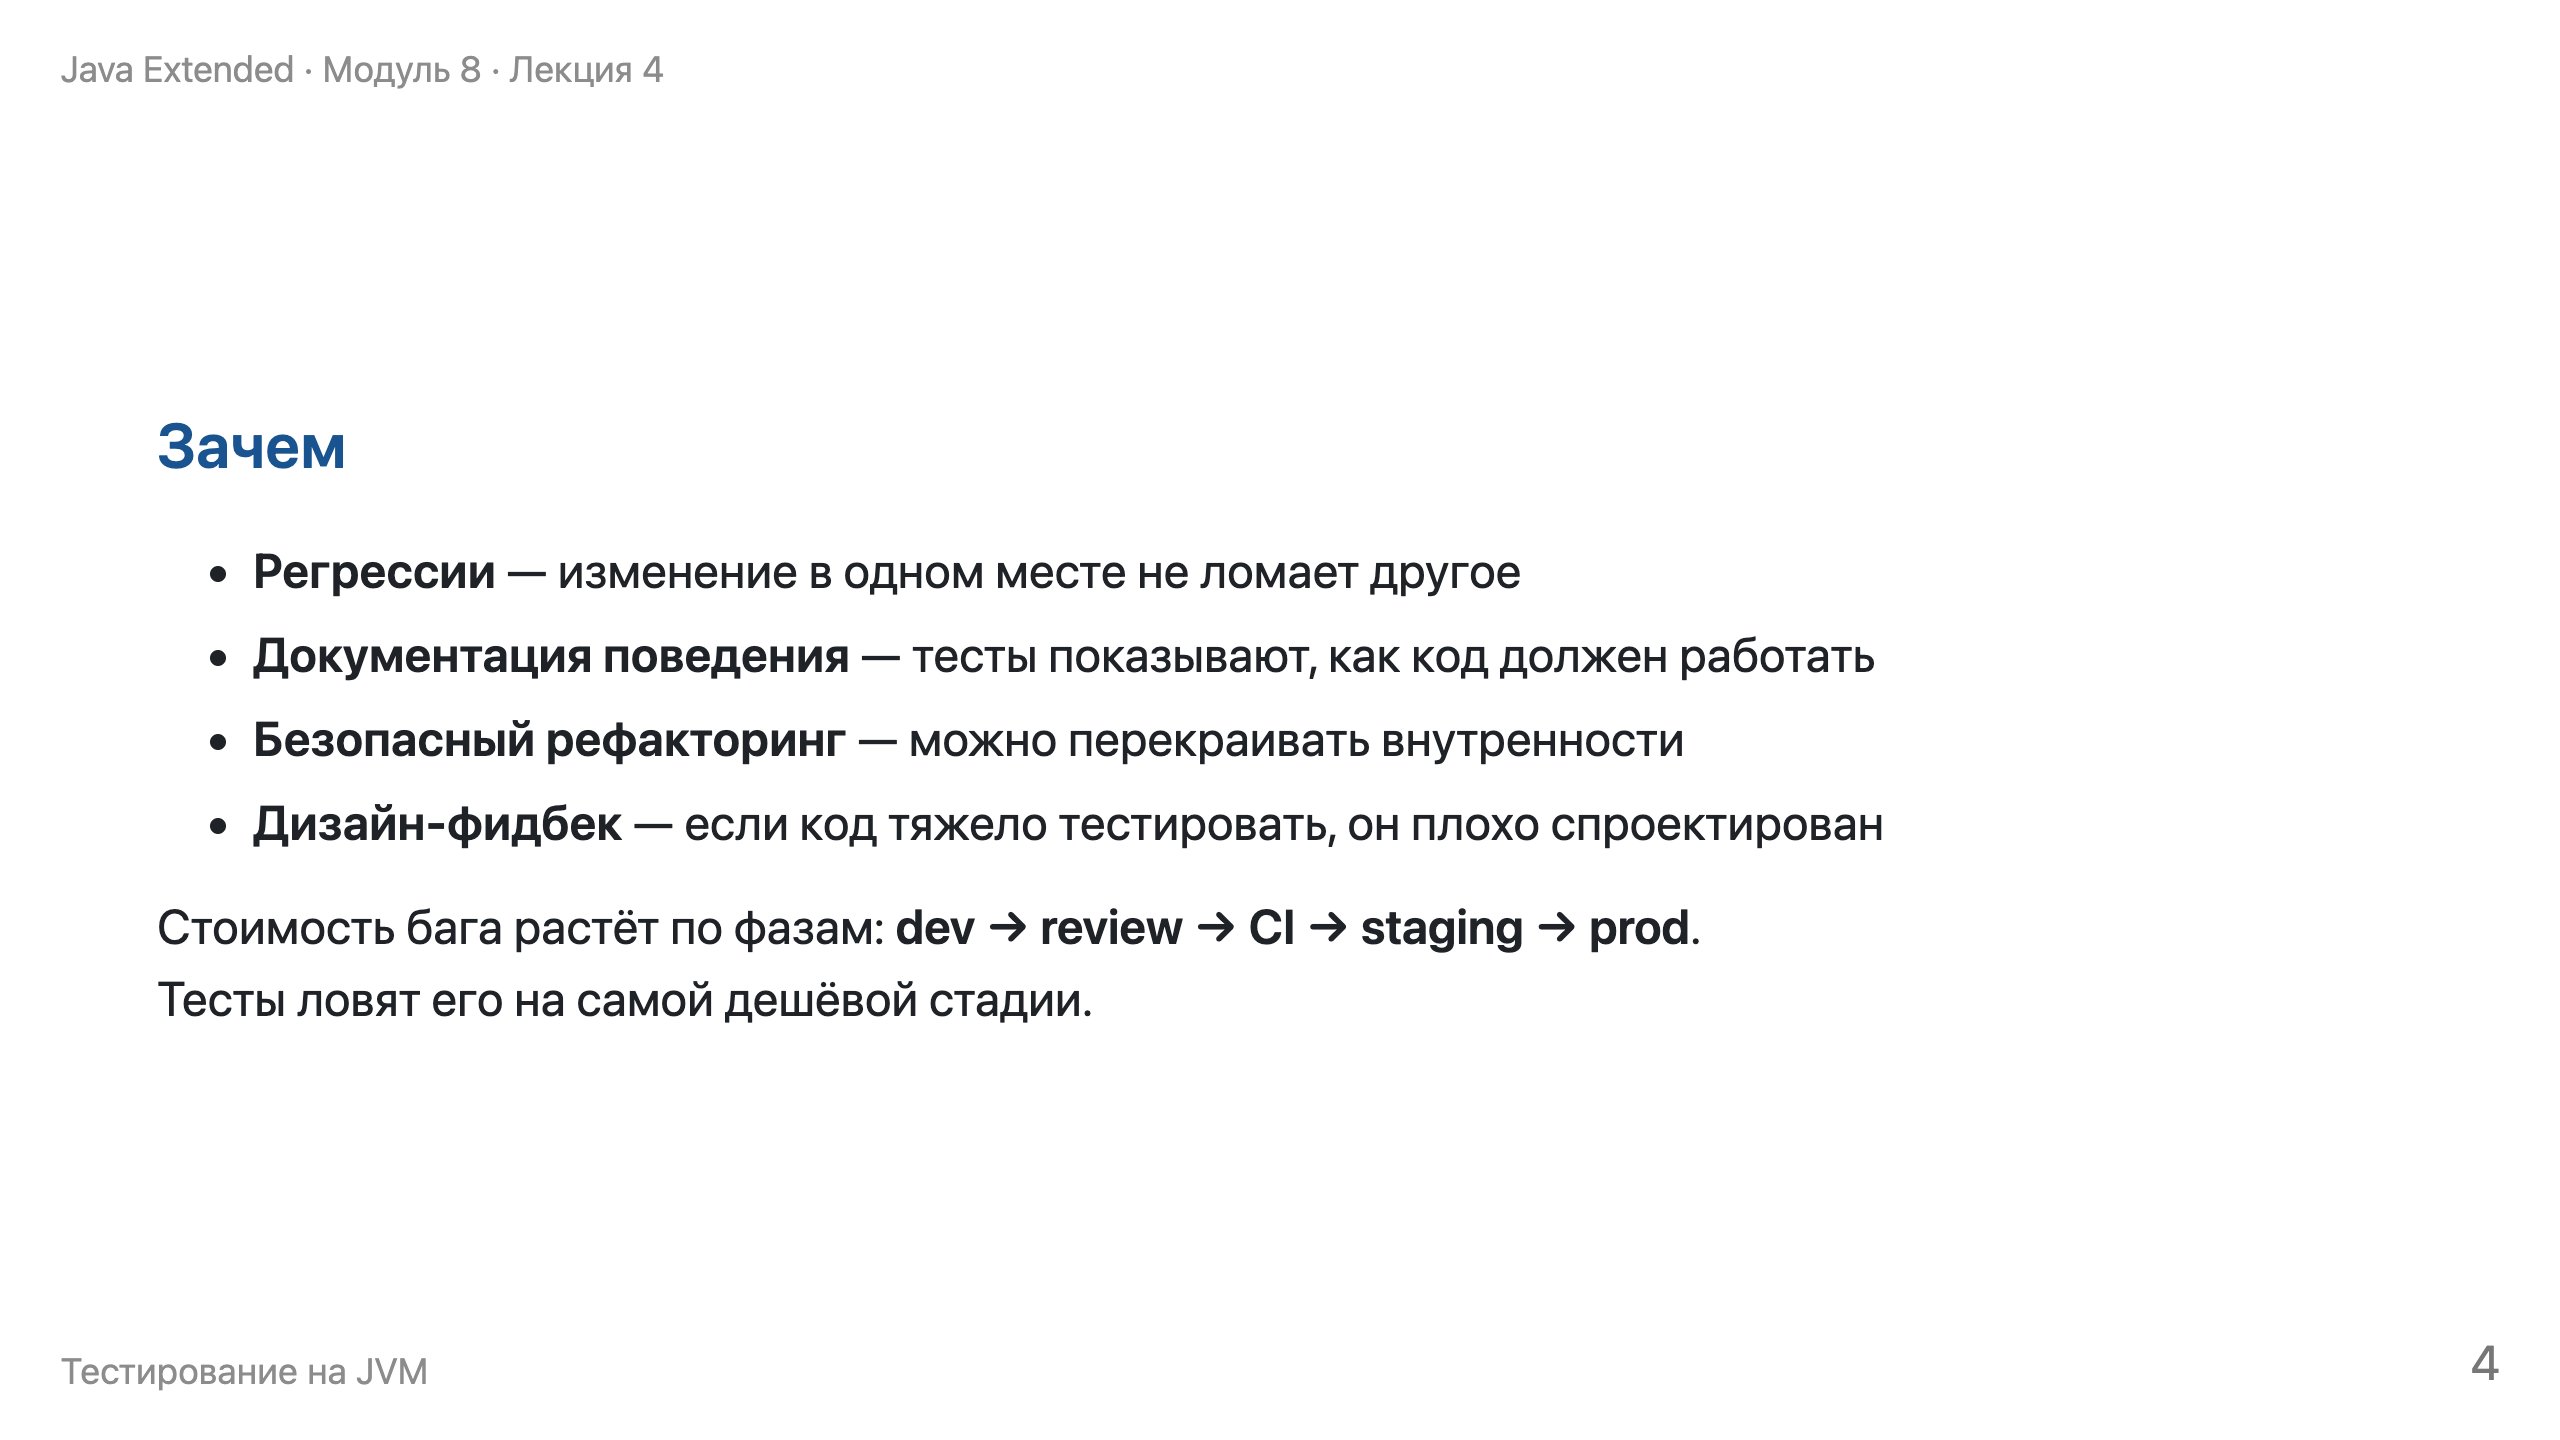 Java Extended · Модуль 8 · Лекция 4
Зачем
• Регрессии — изменение в одном месте не ломает другое
• Документация поведения — тесты показывают, как код должен работать
• Безопасный рефакторинг — можно перекраивать внутренности
• Дизайн-фидбек — если код тяжело тестировать, он плохо спроектирован
Стоимость бага растёт по фазам: dev → review → CI → staging → prod.
Тесты ловят его на самой дешёвой стадии.
Тестирование на JVM
4